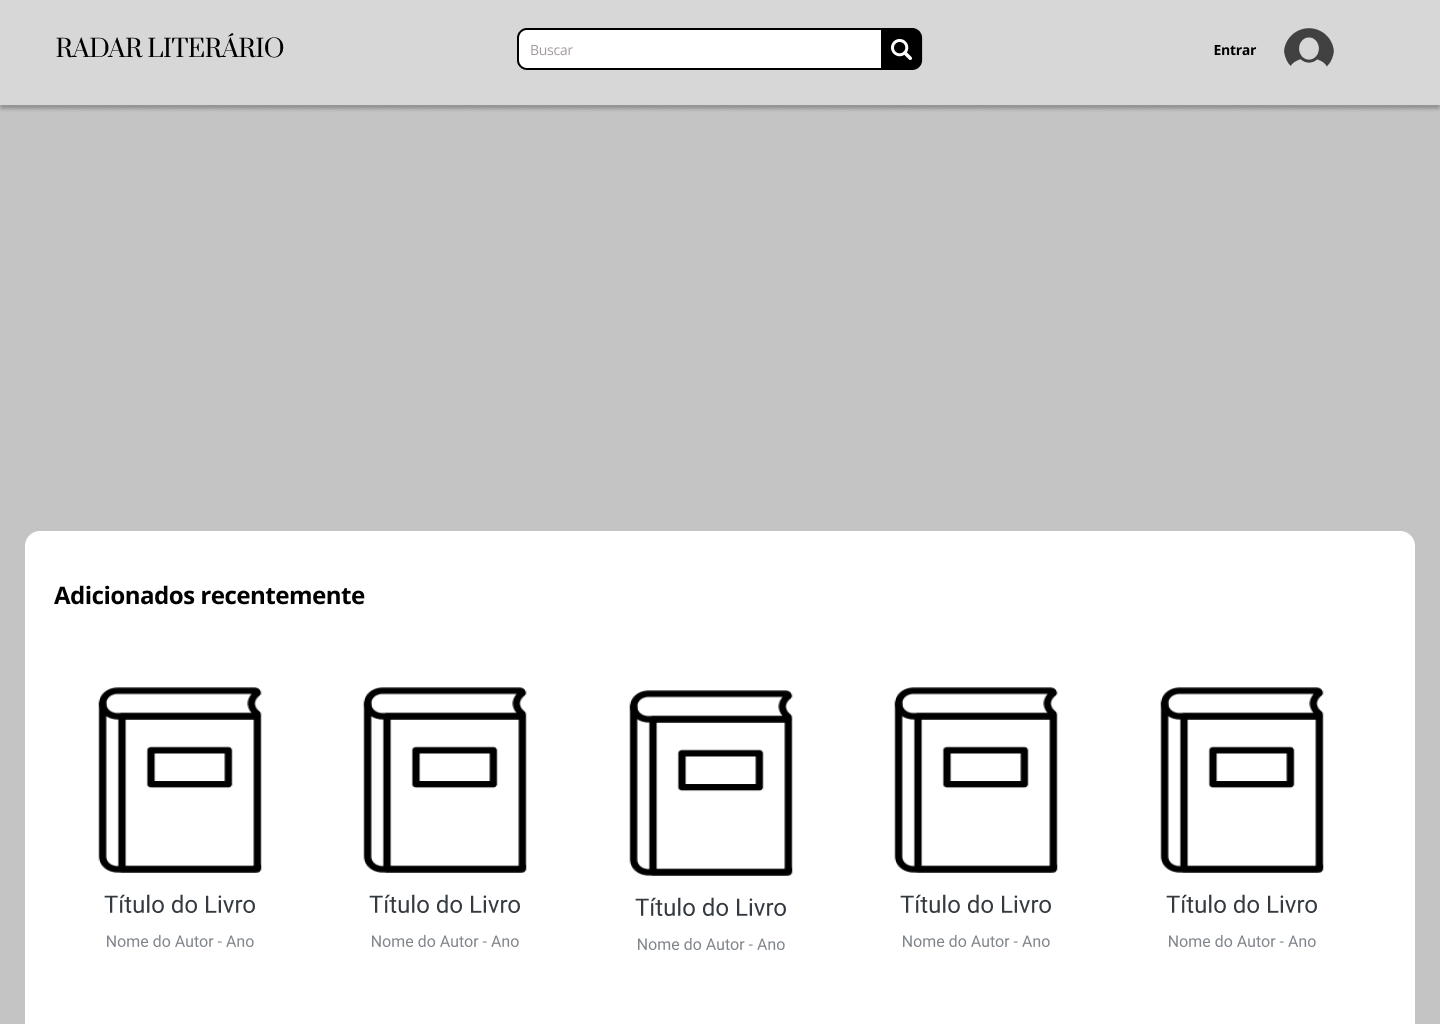 RADAR LITERÁRIO
Buscar
Entrar
Adicionados recentemente
Título do Livro
Nome do Autor - Ano
Título do Livro
Nome do Autor - Ano
Título do Livro
Nome do Autor - Ano
Título do Livro
Nome do Autor - Ano
Título do Livro
Nome do Autor - Ano